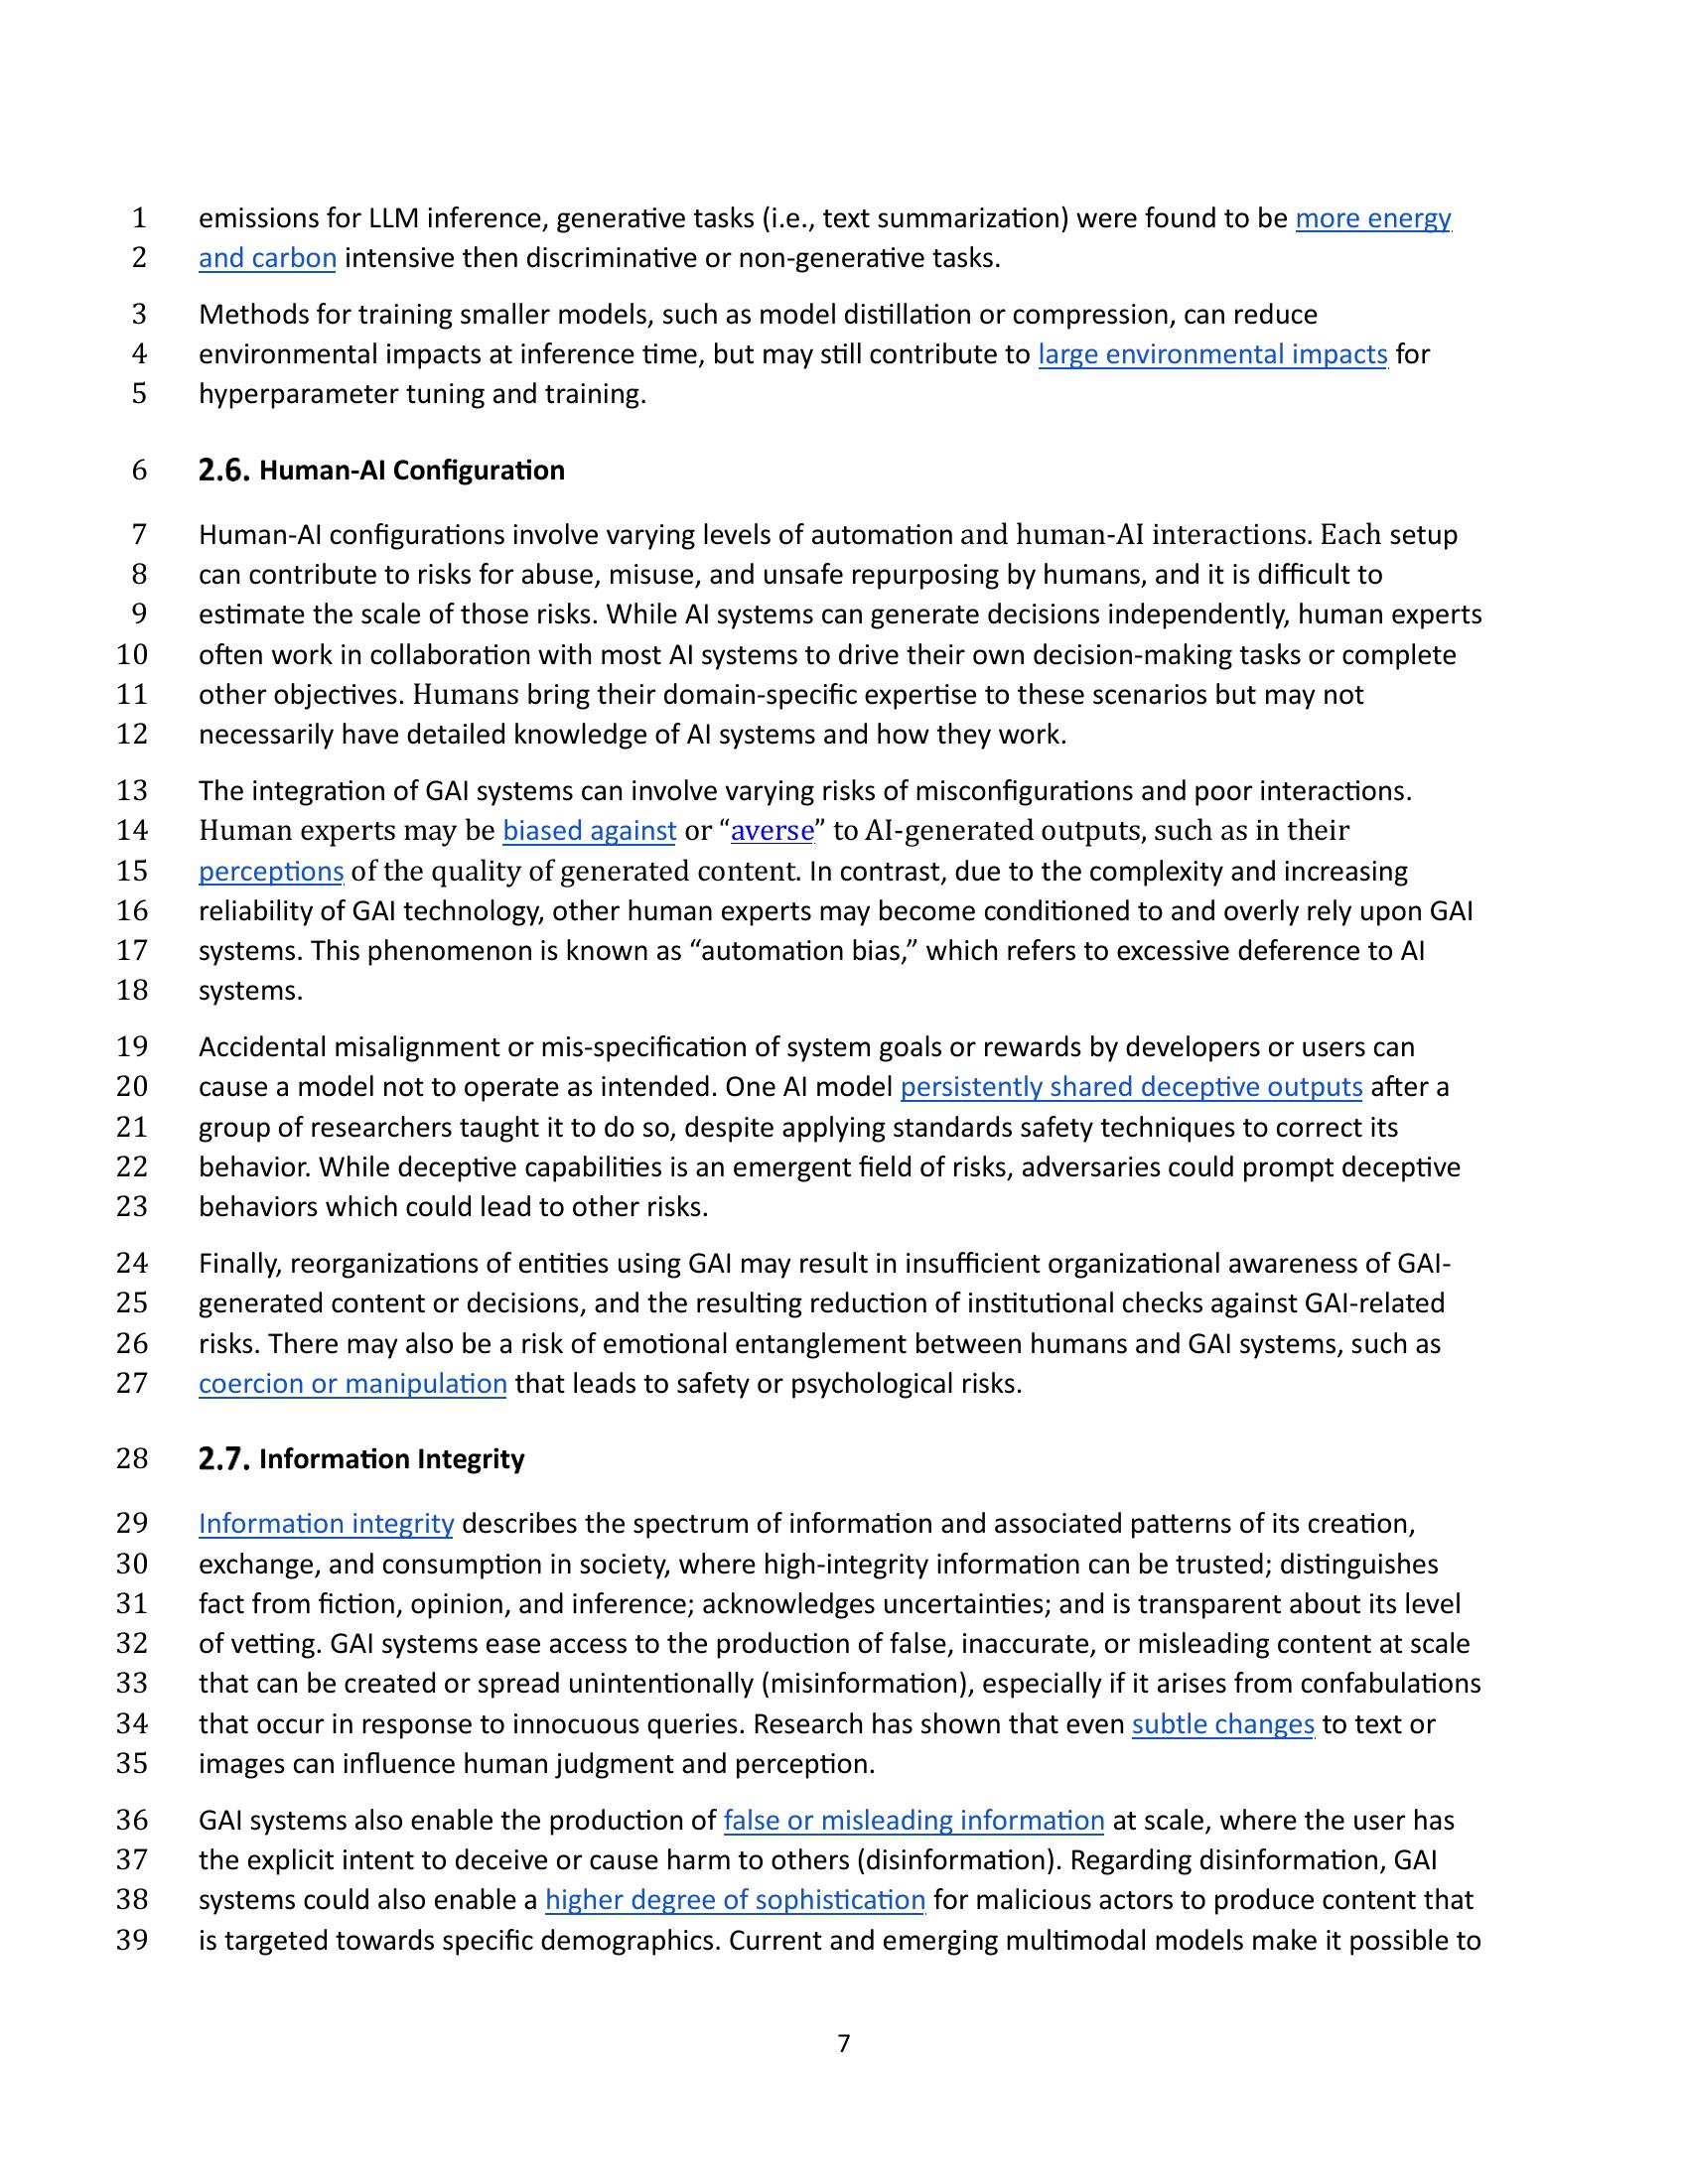 1 emissions for LLM inference, generative tasks (i.e., text summarization) were found to be more energy
2 and carbon intensive then discriminative or non-generative tasks.
3 Methods for training smaller models, such as model distillation or compression, can reduce
4 environmental impacts at inference time, but may still contribute to large environmental impacts for
5 hyperparameter tuning and training.
6 2.6. Human-AI Configuration
7 Human-AI configurations involve varying levels of automation and human-AI interactions. Each setup
8 can contribute to risks for abuse, misuse, and unsafe repurposing by humans, and it is difficult to
9 estimate the scale of those risks. While AI systems can generate decisions independently, human experts
10 often work in collaboration with most AI systems to drive their own decision-making tasks or complete
11 other objectives. Humans bring their domain-specific expertise to these scenarios but may not
12 necessarily have detailed knowledge of AI systems and how they work.
13 The integration of GAI systems can involve varying risks of misconfigurations and poor interactions.
14 Human experts may be biased against or “averse” to AI-generated outputs, such as in their
15 perceptions of the quality of generated content. In contrast, due to the complexity and increasing
16 reliability of GAI technology, other human experts may become conditioned to and overly rely upon GAI
17 systems. This phenomenon is known as “automation bias,” which refers to excessive deference to AI
18 systems.
19 Accidental misalignment or mis-specification of system goals or rewards by developers or users can
20 cause a model not to operate as intended. One AI model persistently shared deceptive outputs after a
21 group of researchers taught it to do so, despite applying standards safety techniques to correct its
22 behavior. While deceptive capabilities is an emergent field of risks, adversaries could prompt deceptive
23 behaviors which could lead to other risks.
24 Finally, reorganizations of entities using GAI may result in insufficient organizational awareness of GAI-
25 generated content or decisions, and the resulting reduction of institutional checks against GAI-related
26 risks. There may also be a risk of emotional entanglement between humans and GAI systems, such as
27 coercion or manipulation that leads to safety or psychological risks.
28 2.7. Information Integrity
29 Information integrity describes the spectrum of information and associated patterns of its creation,
30 exchange, and consumption in society, where high-integrity information can be trusted; distinguishes
31 fact from fiction, opinion, and inference; acknowledges uncertainties; and is transparent about its level
32 of vetting. GAI systems ease access to the production of false, inaccurate, or misleading content at scale
33 that can be created or spread unintentionally (misinformation), especially if it arises from confabulations
34 that occur in response to innocuous queries. Research has shown that even subtle changes to text or
35 images can influence human judgment and perception.
36 GAI systems also enable the production of false or misleading information at scale, where the user has
37 the explicit intent to deceive or cause harm to others (disinformation). Regarding disinformation, GAI
38 systems could also enable a higher degree of sophistication for malicious actors to produce content that
39 is targeted towards specific demographics. Current and emerging multimodal models make it possible to
7